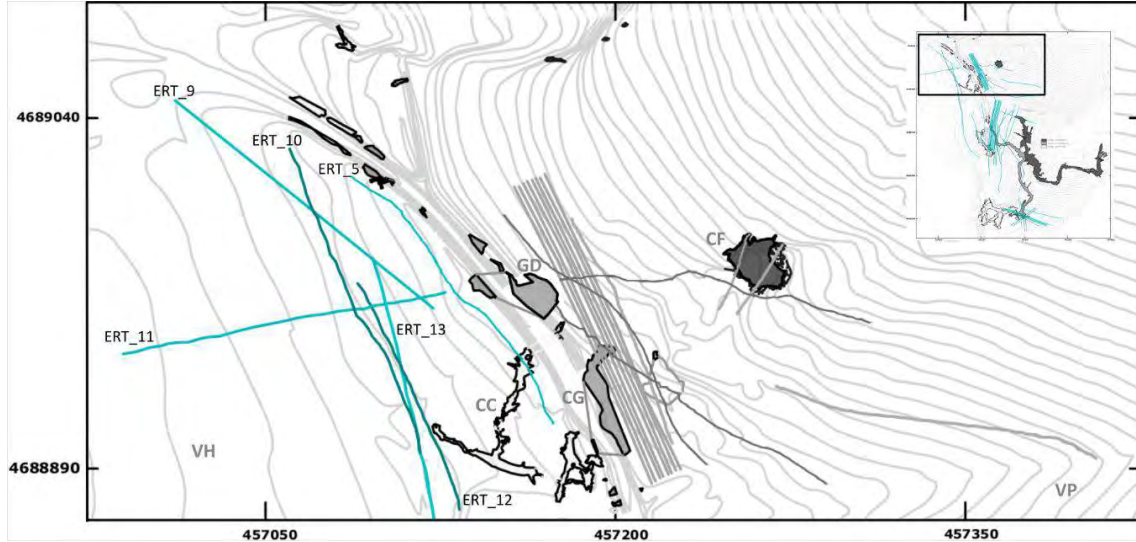 ERT_9
4689040
ERT_10
ERT_5
CF
GD
ERT_13
ERT_11
CC
CG
VH
4688890
ERT_12
VP
457050
457200
457350